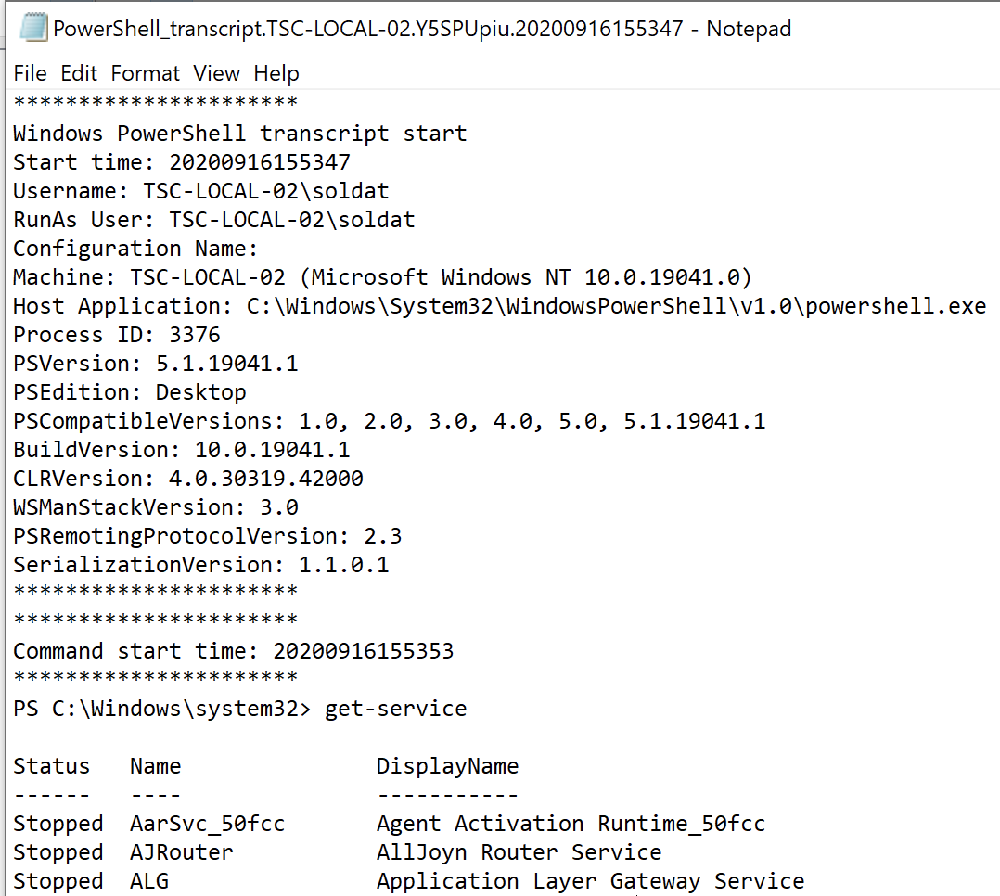 PowerShell_transcript.TSC-LOCAL-02.Y5SPUpiu.20200916155347 - Notepad
File Edit Format View Help
**********************
Windows PowerShell transcript start
Start time: 20200916155347
Username: TSC-LOCAL-02\soldat
RunAs User: TSC-LOCAL-02\soldat
Configuration Name:
Machine: TSC-LOCAL-02 (Microsoft Windows NT 10.0.19041.0)
Host Application: C:\Windows\System32\WindowsPowerShell\v1.0\powershell.exe
Process ID: 3376
PSVersion: 5.1.19041.1
PSEdition: Desktop
PSCompatibleVersions: 1.0, 2.0, 3.0, 4.0, 5.0, 5.1.19041.1
BuildVersion: 10.0.19041.1
CLRVersion: 4.0.30319.42000
WSManStackVersion: 3.0
PSRemotingProtocolVersion: 2.3
SerializationVersion: 1.1.0.1
**********************
**********************
Command start time: 20200916155353
**********************
PS C:\Windows\system32> get-service

Status   Name               DisplayName
------   ----               -----------
Stopped  AarSvc_50fcc       Agent Activation Runtime_50fcc
Stopped  AJRouter           AllJoyn Router Service
Stopped  ALG                Application Layer Gateway Service